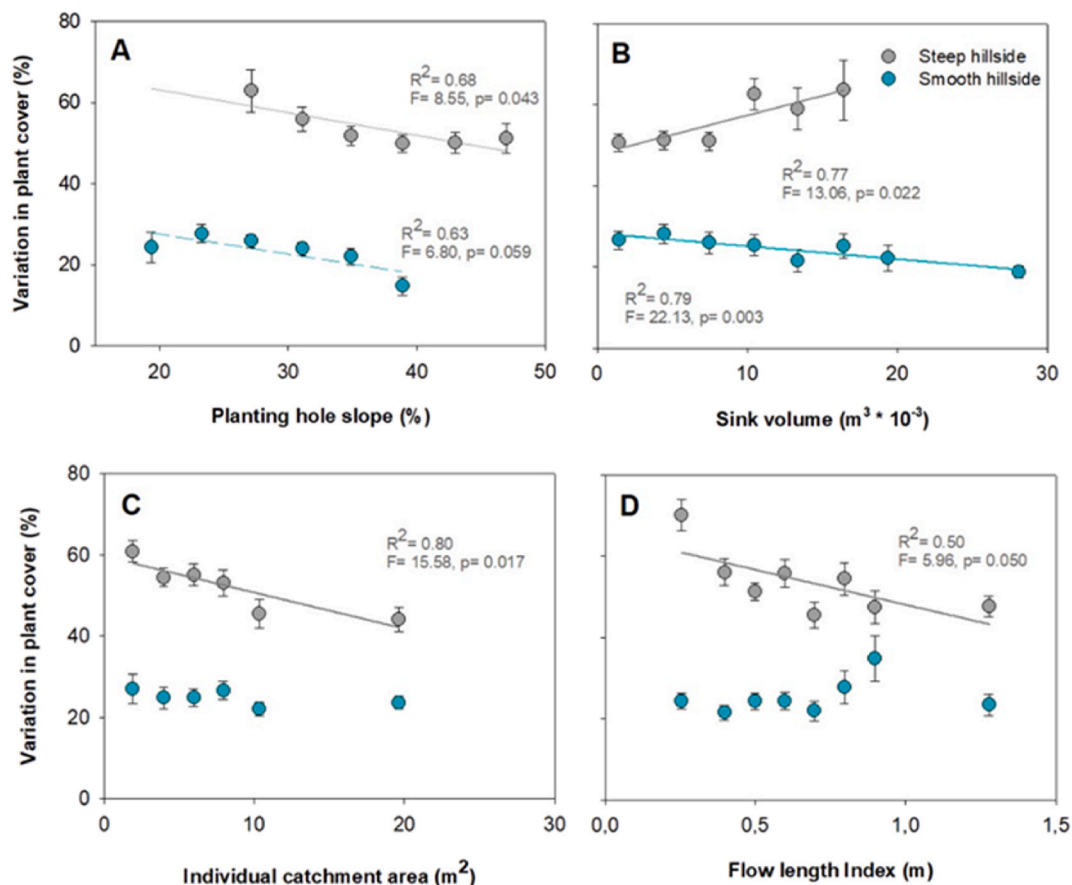 80
60
40
20
0
Variation in plant cover (%)
A
R² = 0.68
F= 8.55, p= 0.043
R² = 0.63
F= 6.80, p= 0.059
20 30 40 50
Planting hole slope (%)
B
Steep hillside
Smooth hillside
R² = 0.77
F= 13.06, p= 0.022
R² = 0.79
F= 22.13, p= 0.003
0 10 20 30
Sink volume (m³ * 10⁻³)
80
60
40
20
0
Variation in plant cover (%)
C
R² = 0.80
F= 15.58, p= 0.017
0 10 20 30
Individual catchment area (m²)
D
R² = 0.50
F= 5.96, p= 0.050
0,0 0,5 1,0 1,5
Flow length Index (m)